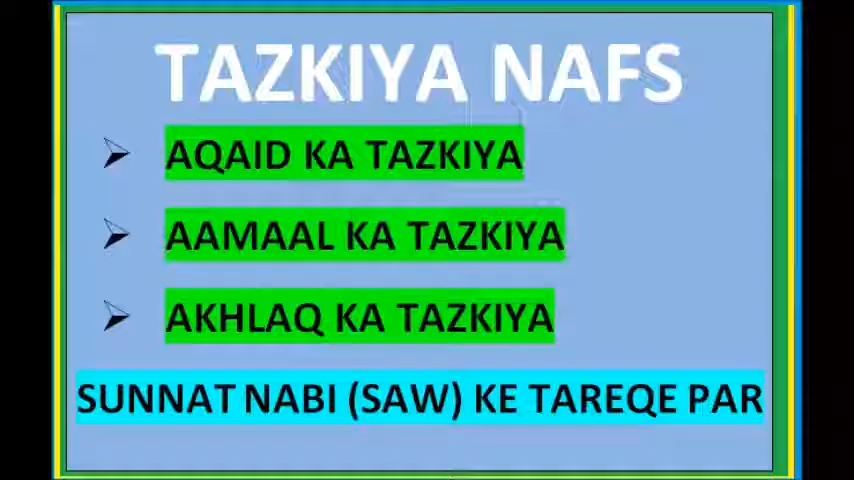 TAZKIYA NAFS
AQAID KA TAZKIYA
AAMAAL KA TAZKIYA
AKHLAQ KA TAZKIYA
SUNNAT NABI (SAW) KE TAREQE PAR